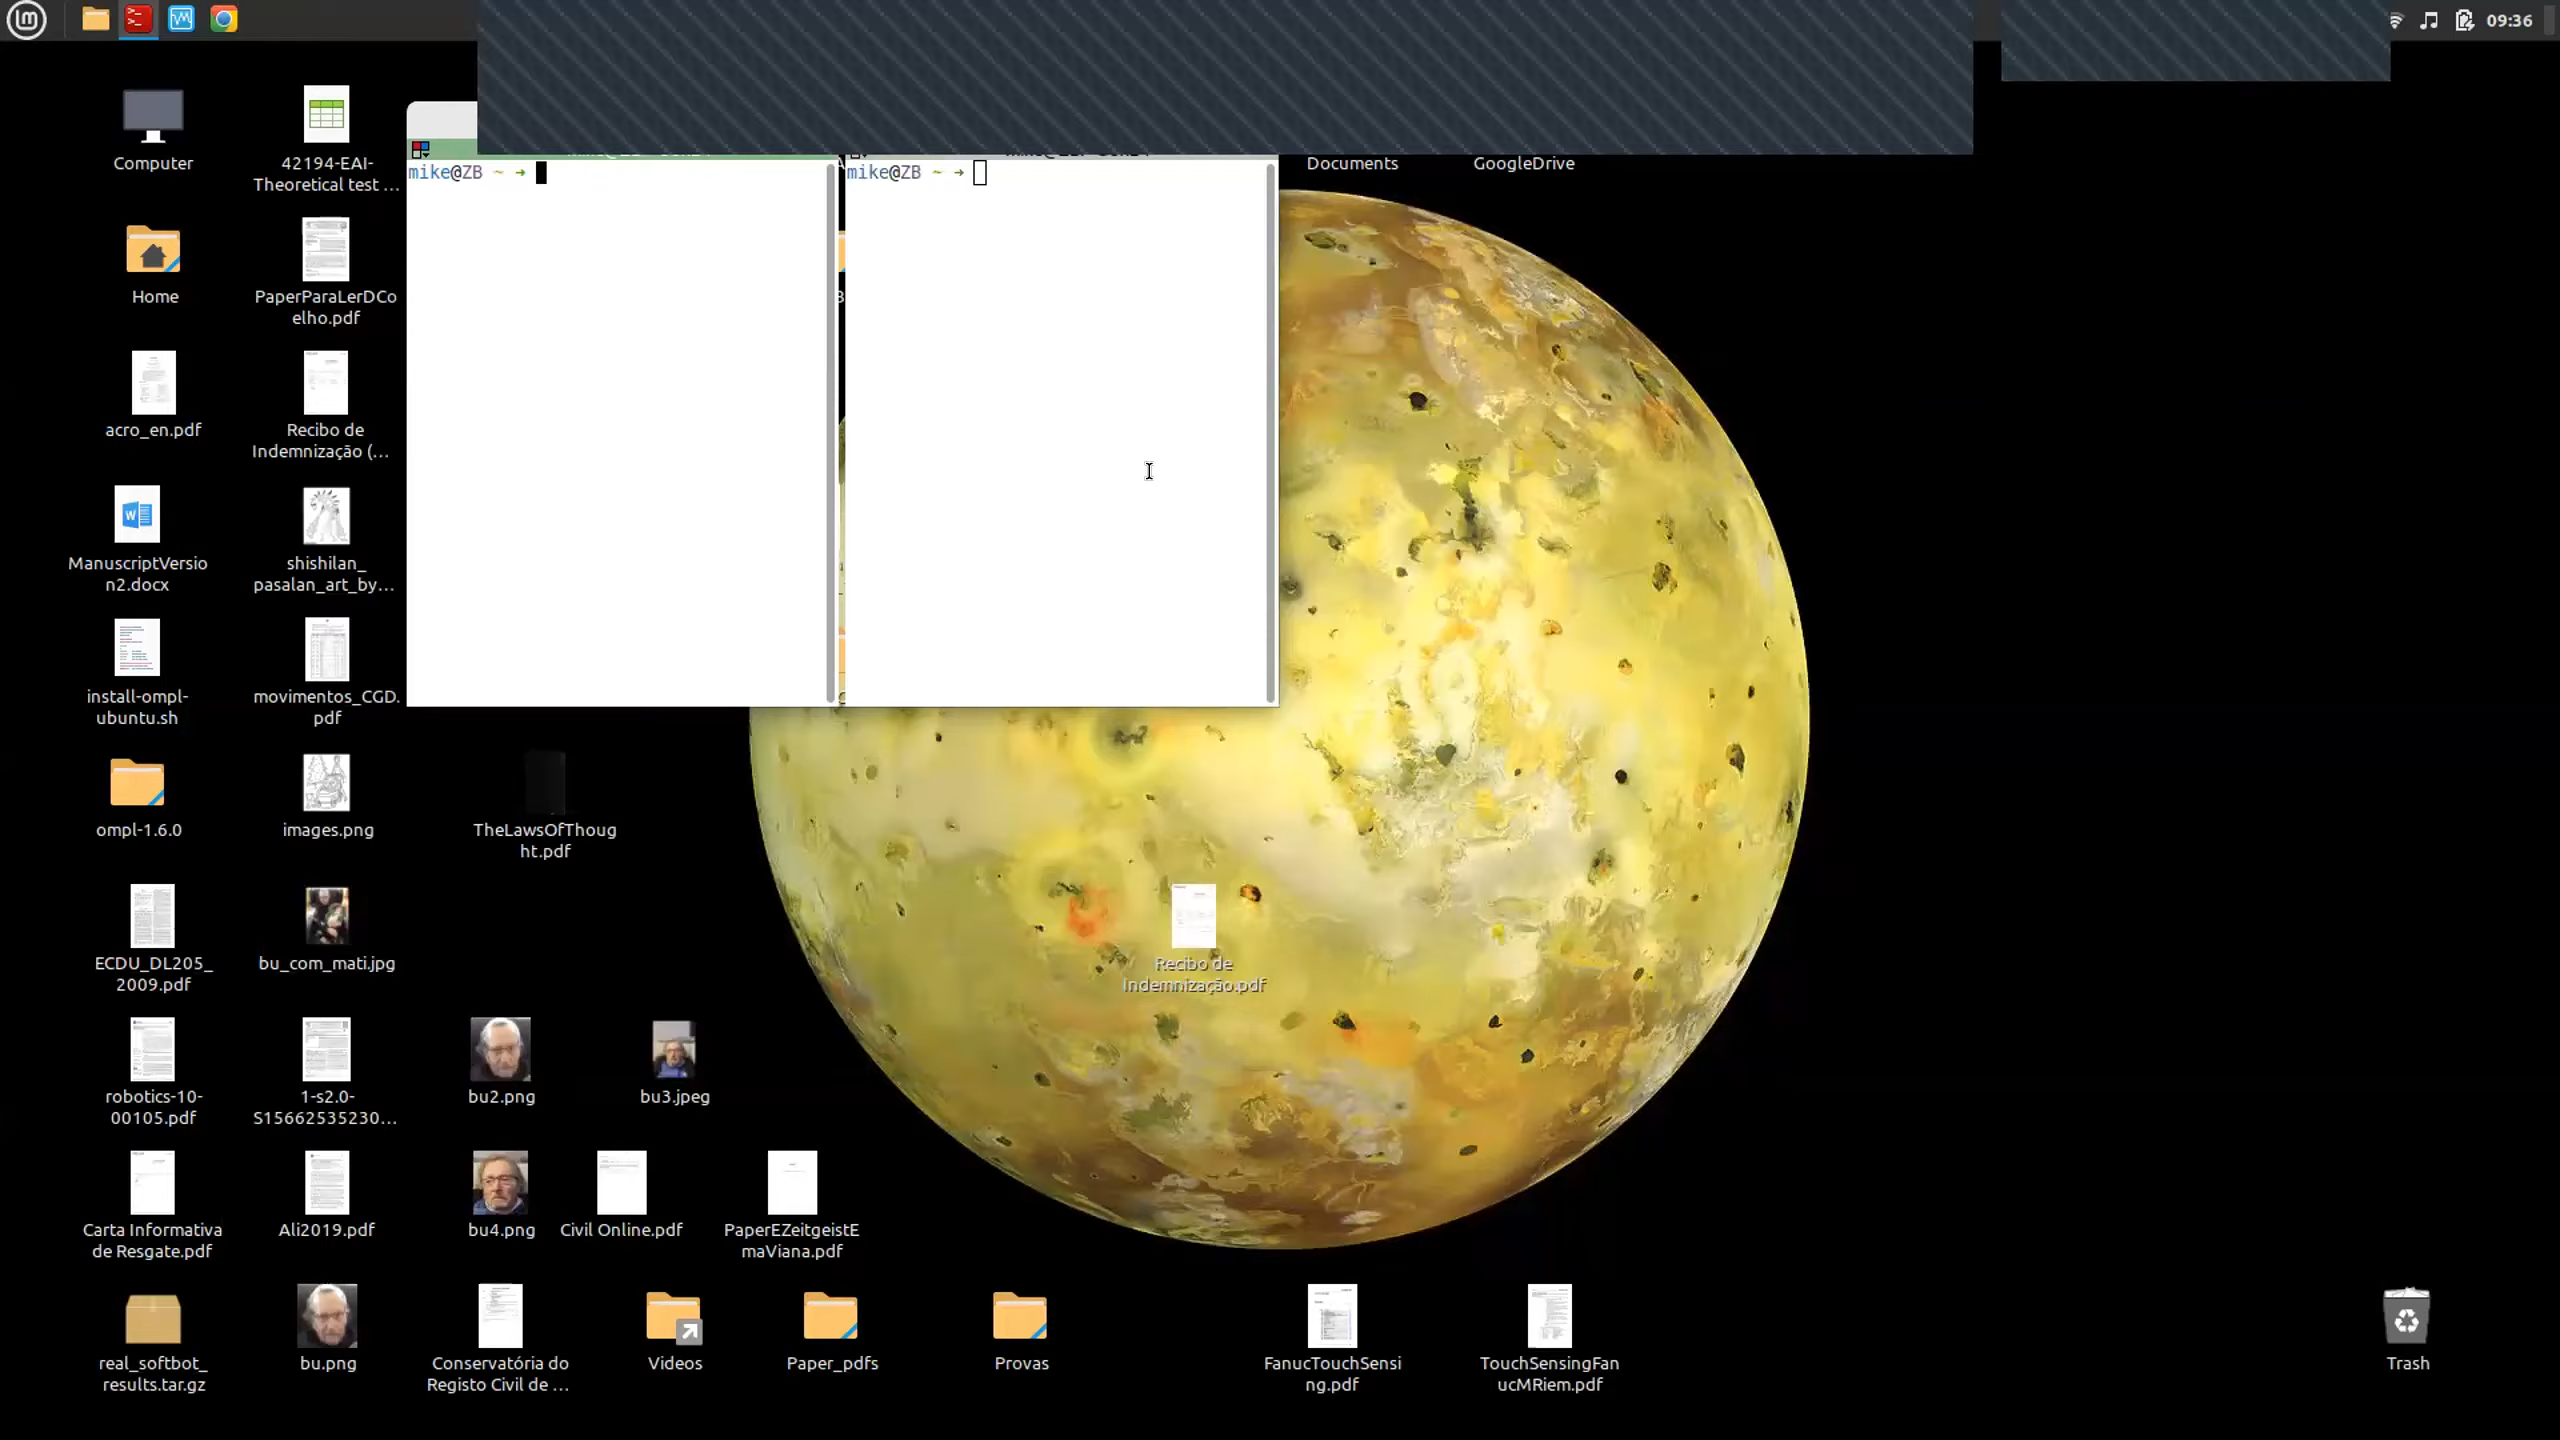 09:36
Computer
42194-EAI-
Theoretical test ...
Documents
GoogleDrive
mike@ZB ~ →
mike@ZB ~ →
Home
PaperParaLerDCo
elho.pdf
acro_en.pdf
Recibo de
Indemnização (...
ManuscriptVersio
n2.docx
shishilan_
pasalan_art_by...
install-ompl-
ubuntu.sh
movimentos_CGD.
pdf
ompl-1.6.0
images.png
TheLawsOfThoug
ht.pdf
ECDU_DL205_
2009.pdf
bu_com_mati.jpg
Recibo de
Indemnização.pdf
robotics-10-
00105.pdf
1-s2.0-
S15662535230...
bu2.png
bu3.jpeg
Carta Informativa
de Resgate.pdf
Ali2019.pdf
bu4.png
Civil Online.pdf
PaperEZeitgeistE
maViana.pdf
real_softbot_
results.tar.gz
bu.png
Conservatória do
Registo Civil de ...
Videos
Paper_pdfs
Provas
FanucTouchSensi
ng.pdf
TouchSensingFan
ucMRiem.pdf
Trash